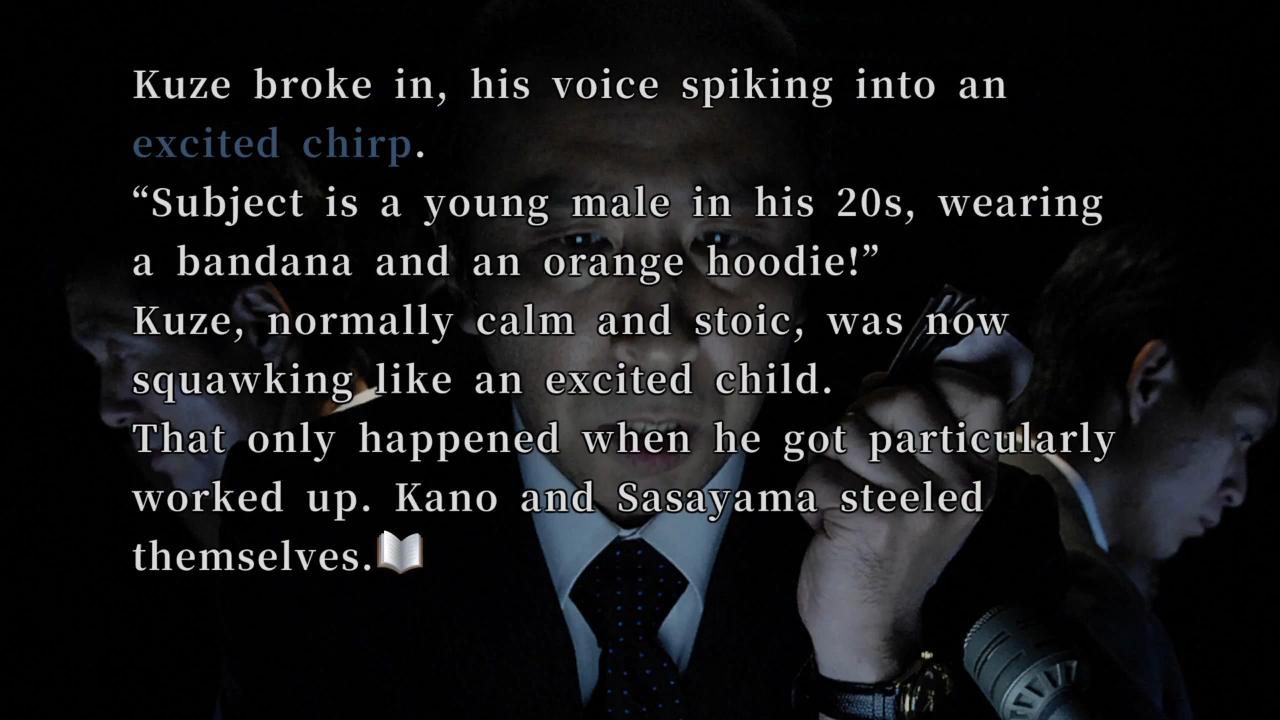 Kuze broke in, his voice spiking into an
excited chirp.
“Subject is a young male in his 20s, wearing
a bandana and an orange hoodie!”
Kuze, normally calm and stoic, was now
squawking like an excited child.
That only happened when he got particularly
worked up. Kano and Sasayama steeled
themselves.